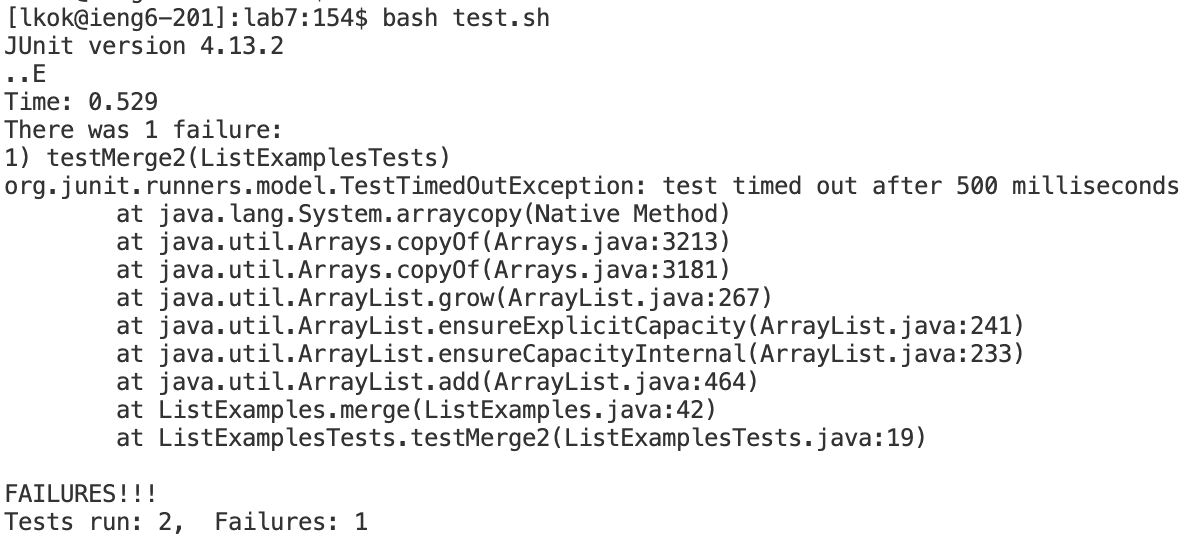 [lkok@ieng6-201]:lab7:154$ bash test.sh
JUnit version 4.13.2
..E
Time: 0.529
There was 1 failure:
1) testMerge2(ListExamplesTests)
org.junit.runners.model.TestTimedOutException: test timed out after 500 milliseconds
        at java.lang.System.arraycopy(Native Method)
        at java.util.Arrays.copyOf(Arrays.java:3213)
        at java.util.Arrays.copyOf(Arrays.java:3181)
        at java.util.ArrayList.grow(ArrayList.java:267)
        at java.util.ArrayList.ensureExplicitCapacity(ArrayList.java:241)
        at java.util.ArrayList.ensureCapacityInternal(ArrayList.java:233)
        at java.util.ArrayList.add(ArrayList.java:464)
        at ListExamples.merge(ListExamples.java:42)
        at ListExamplesTests.testMerge2(ListExamplesTests.java:19)

FAILURES!!!
Tests run: 2,  Failures: 1